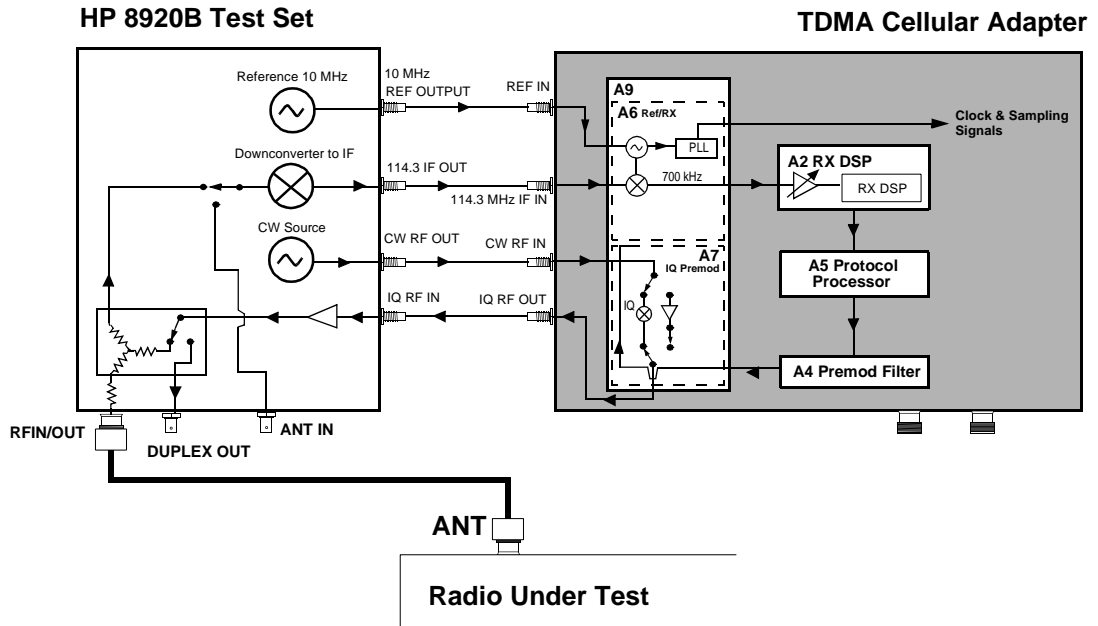 HP 8920B Test Set
TDMA Cellular Adapter
Reference 10 MHz
10 MHz
REF OUTPUT
REF IN
A9
A6 Ref/RX
PLL
Clock & Sampling
Signals
Downconverter to IF
114.3 IF OUT
114.3 MHz IF IN
700 kHz
A2 RX DSP
RX DSP
CW Source
CW RF OUT
CW RF IN
A7
IQ Premod
A5 Protocol
Processor
IQ RF IN
IQ RF OUT
IQ
A4 Premod Filter
RFIN/OUT
DUPLEX OUT
ANT IN
ANT
Radio Under Test